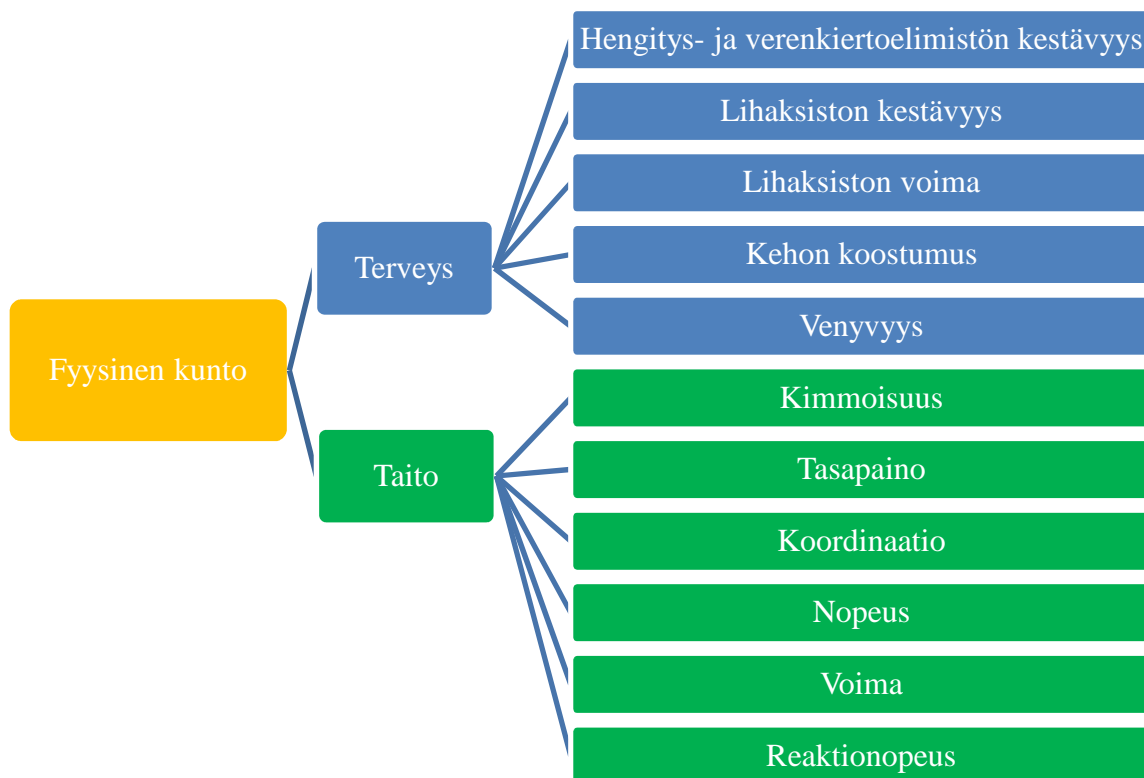 Fyysinen kunto
Terveys
Hengitys- ja verenkiertoelimistön kestävyys
Lihaksiston kestävyys
Lihaksiston voima
Kehon koostumus
Venyvyys
Taito
Kimmoisuus
Tasapaino
Koordinaatio
Nopeus
Voima
Reaktionopeus